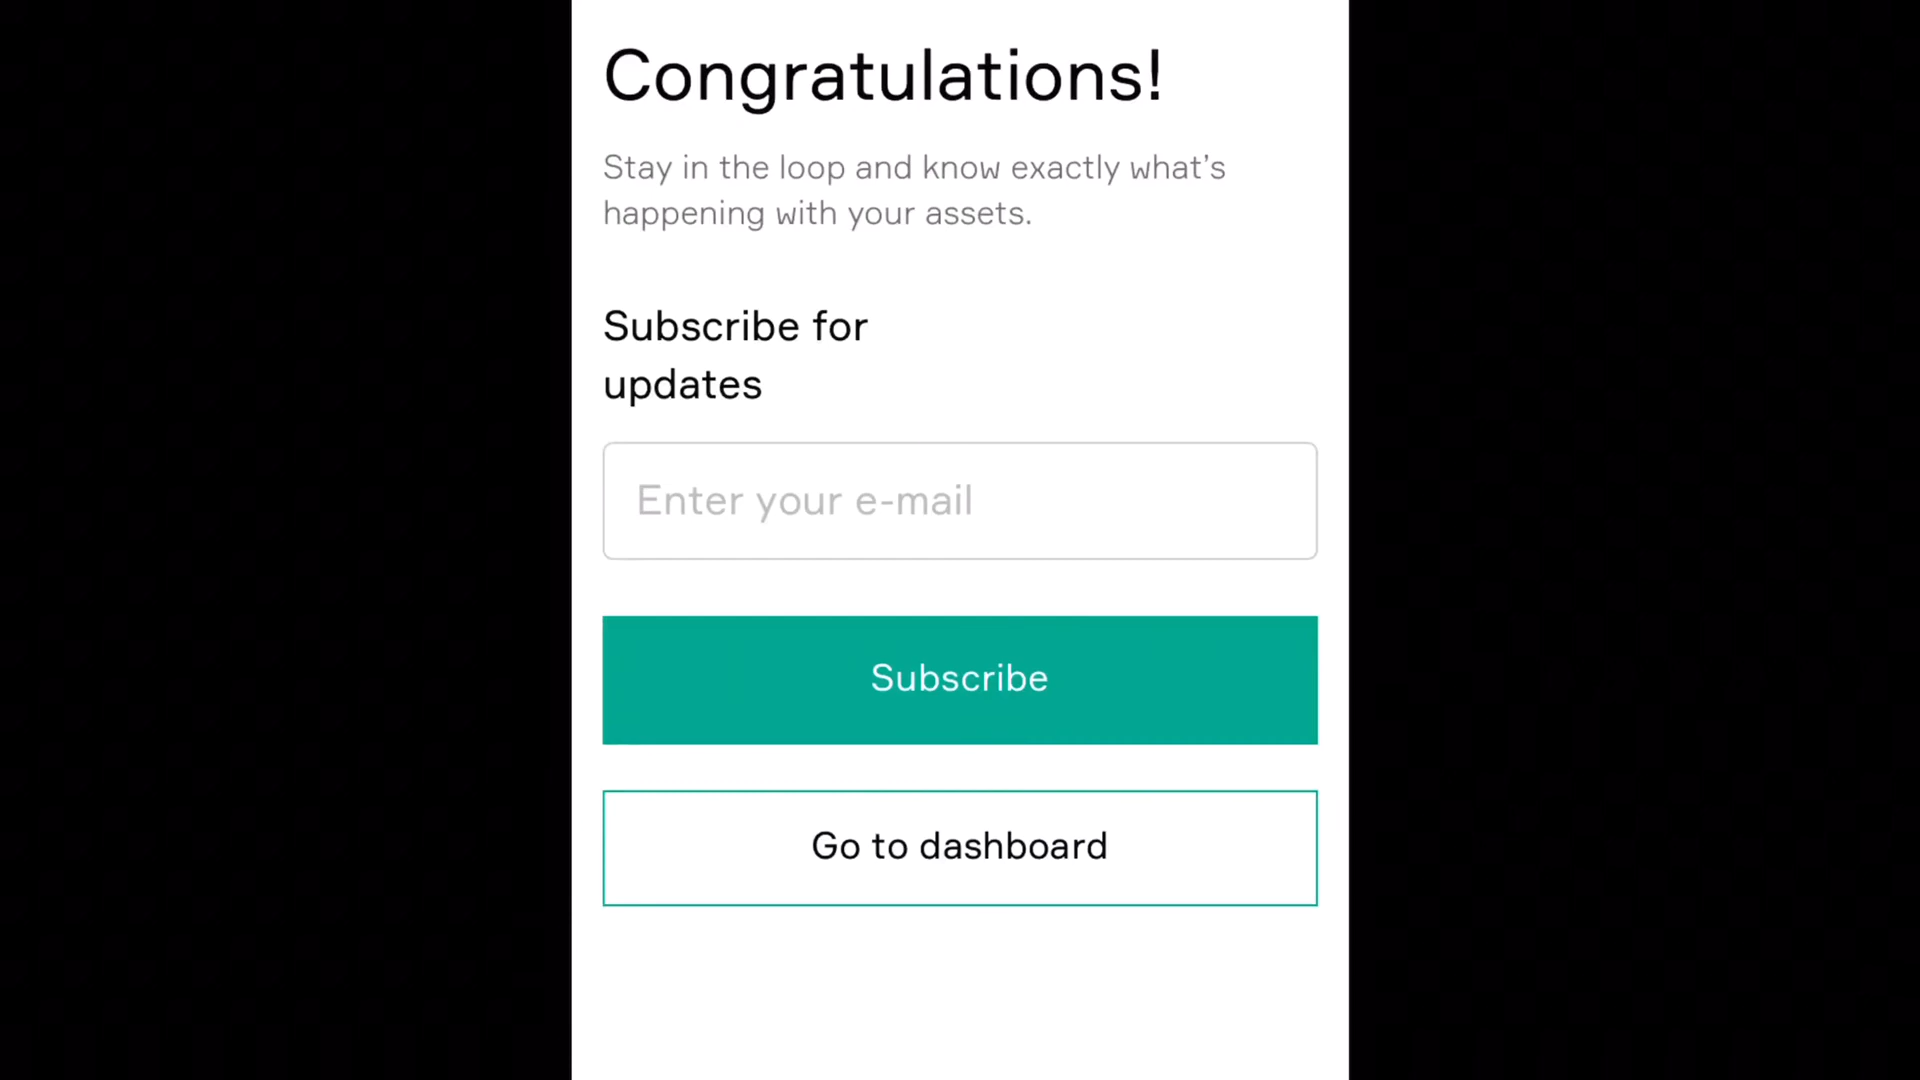 Congratulations!
Stay in the loop and know exactly what’s
happening with your assets.
Subscribe for
updates
Enter your e-mail
Subscribe
Go to dashboard